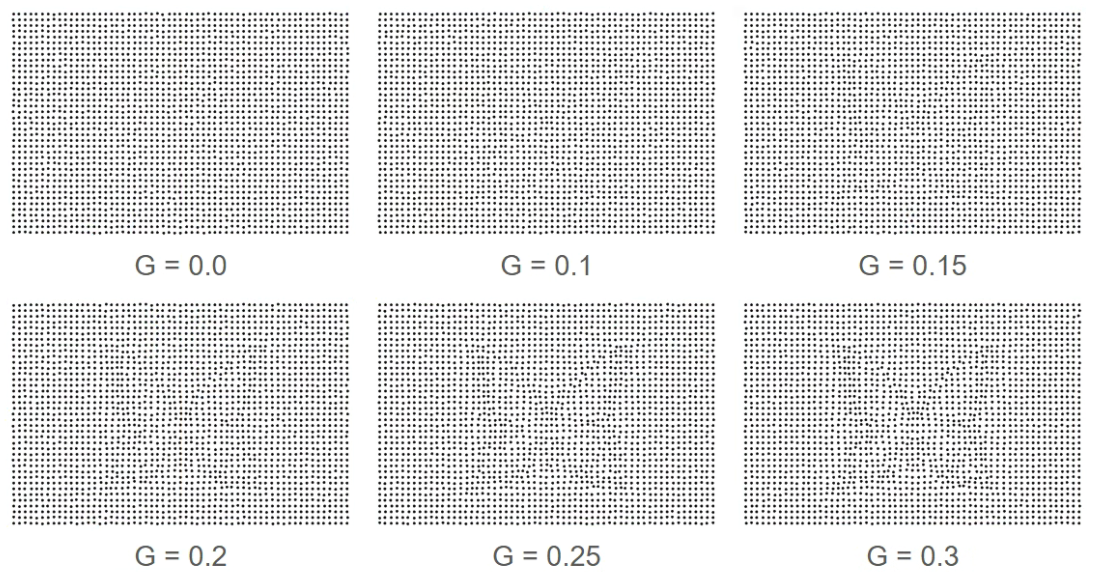 G = 0.0
G = 0.1
G = 0.15
G = 0.2
G = 0.25
G = 0.3